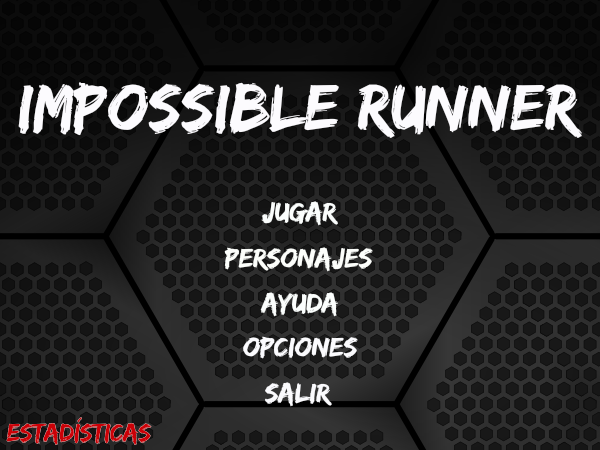 IMPOSSIBLE RUNNER
JUGAR
PERSONAJES
AYUDA
OPCIONES
SALIR
ESTADÍSTICAS